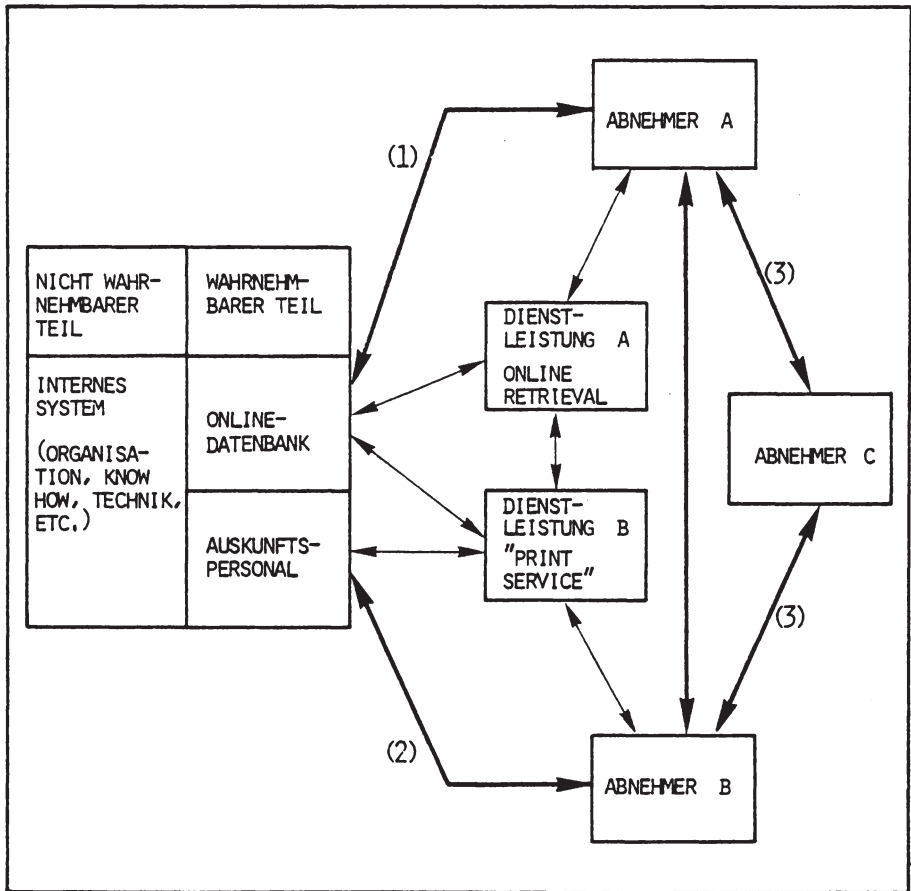 ABNEHMER A
(1)
(3)
NICHT WAHR-
NEHMBARER
TEIL
WAHRNEHM-
BARER TEIL
DIENST-
LEISTUNG A
ONLINE
RETRIEVAL
INTERNES
SYSTEM
(ORGANISA-
TION, KNOW
HOW, TECHNIK,
ETC.)
ONLINE-
DATENBANK
ABNEHMER C
DIENST-
LEISTUNG B
"PRINT
SERVICE"
AUSKUNFTS-
PERSONAL
(3)
(2)
ABNEHMER B